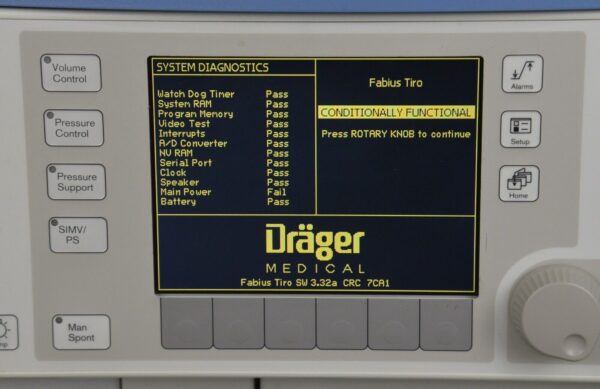 Volume
Control
Pressure
Control
Pressure
Support
SIMV/
PS
Man
Spont
SYSTEM DIAGNOSTICS
Watch Dog Timer Pass
System RAM Pass
Program Memory Pass
Video Test Pass
Interrupts Pass
A/D Converter Pass
NV RAM Pass
Serial Port Pass
Clock Pass
Speaker Pass
Main Power Fail
Battery Pass
Fabius Tiro
CONDITIONALLY FUNCTIONAL
Press ROTARY KNOB to continue
Dräger
MEDICAL
Fabius Tiro SW 3.32a CRC 7CA1
Alarms
Setup
Home